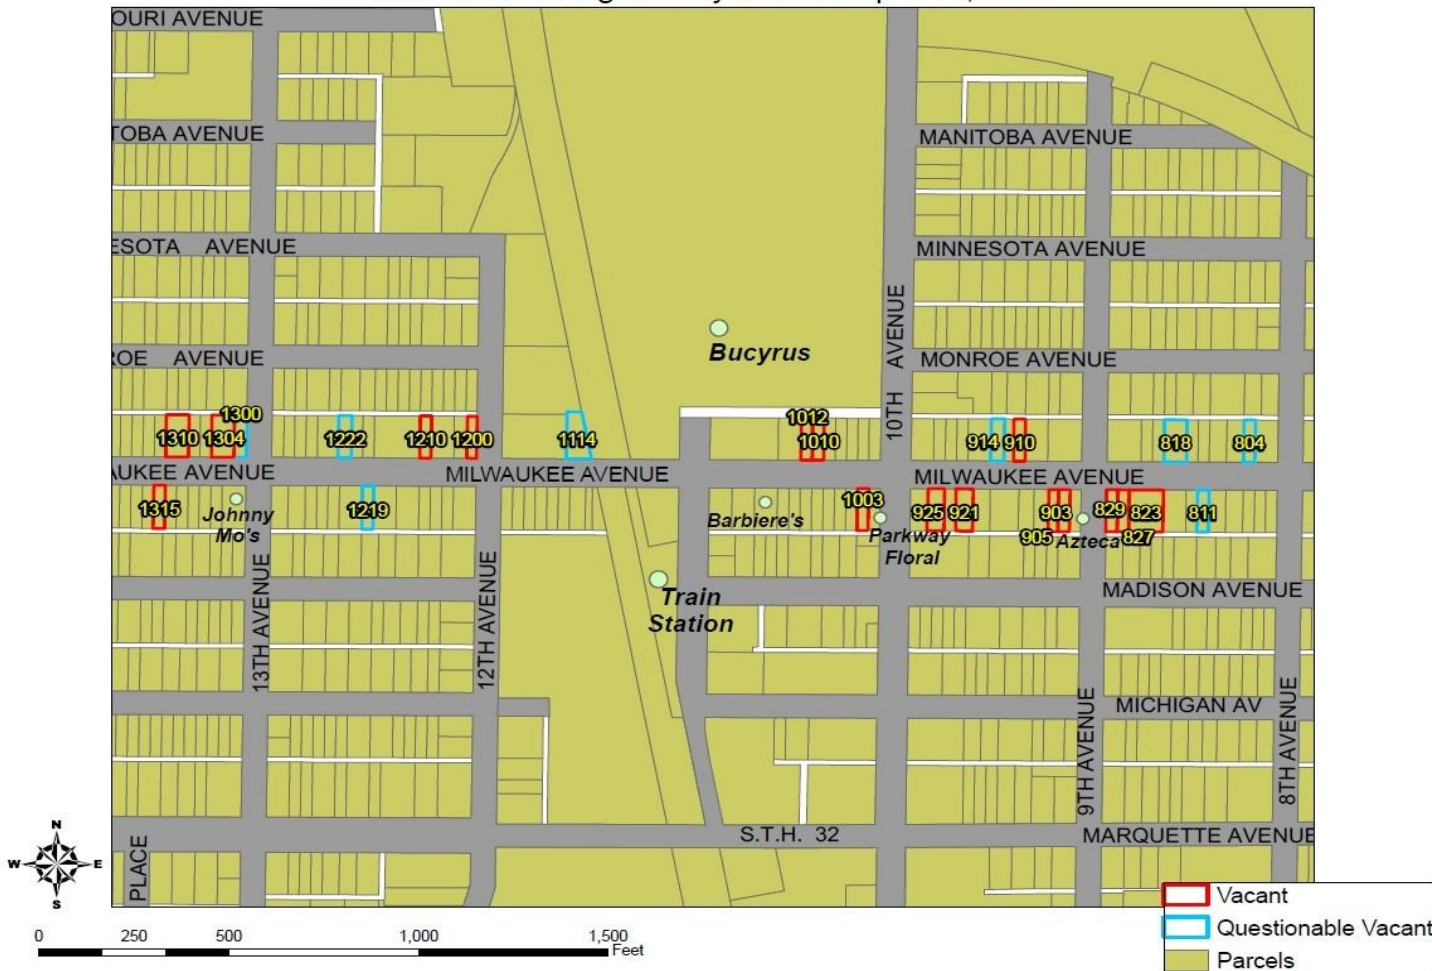 OURI AVENUE
TOBA AVENUE
MANITOBA AVENUE
ESOTA AVENUE
MINNESOTA AVENUE
10TH AVENUE
Bucyrus
ROE AVENUE
MONROE AVENUE
1300
1310
1304
1222
1210
1200
1114
1012
1010
914
910
818
804
AUKEE AVENUE
MILWAUKEE AVENUE
MILWAUKEE AVENUE
1315
Johnny
Mo's
1219
Barbiere's
1003
Parkway
Floral
925
921
905
903
Azteca
829
827
823
811
Train
Station
MADISON AVENUE
13TH AVENUE
12TH AVENUE
MICHIGAN AV
9TH AVENUE
8TH AVENUE
S.T.H. 32
MARQUETTE AVENUE
PLACE
N
W E
S
0 250 500 1,000 1,500
Feet
Vacant
Questionable Vacant
Parcels